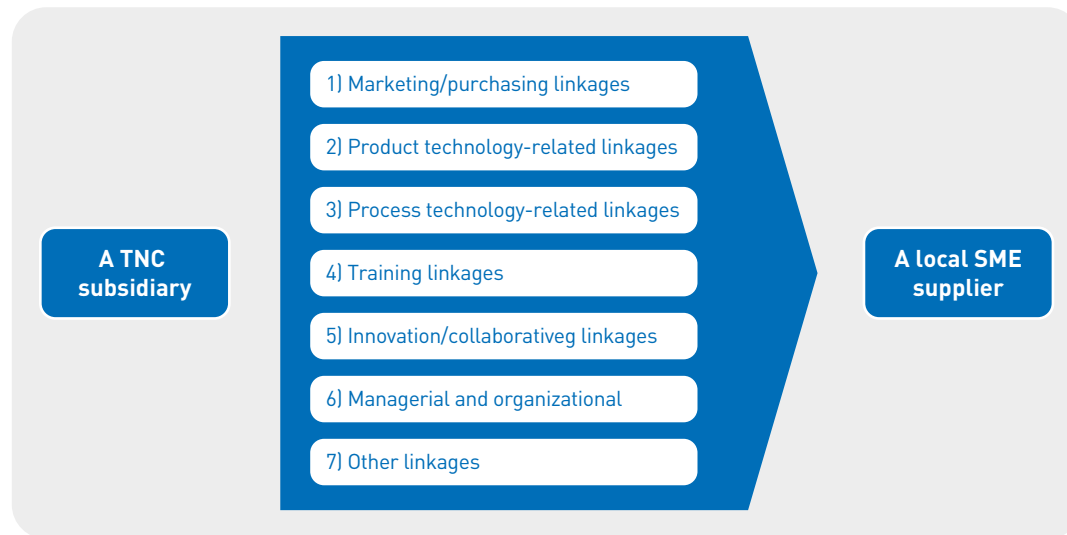 A TNC
subsidiary
1) Marketing/purchasing linkages
2) Product technology-related linkages
3) Process technology-related linkages
4) Training linkages
5) Innovation/collaborativeg linkages
6) Managerial and organizational
7) Other linkages
A local SME
supplier